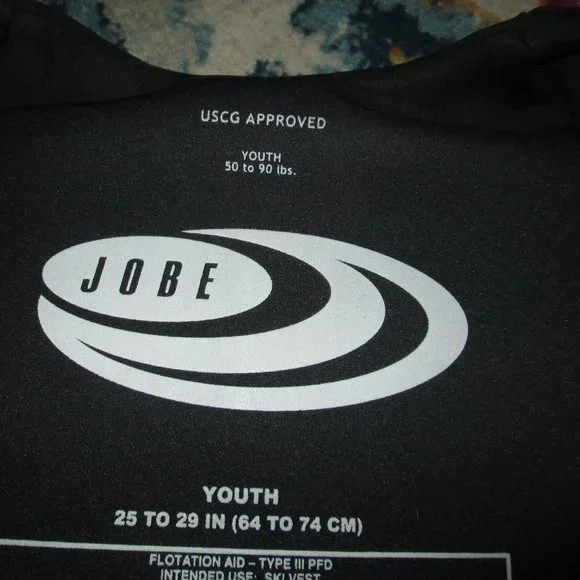 USCG APPROVED
YOUTH
50 to 90 lbs.
JOBE
YOUTH
25 TO 29 IN (64 TO 74 CM)
FLOTATION AID – TYPE III PFD
INTENDED USE: SKI VEST